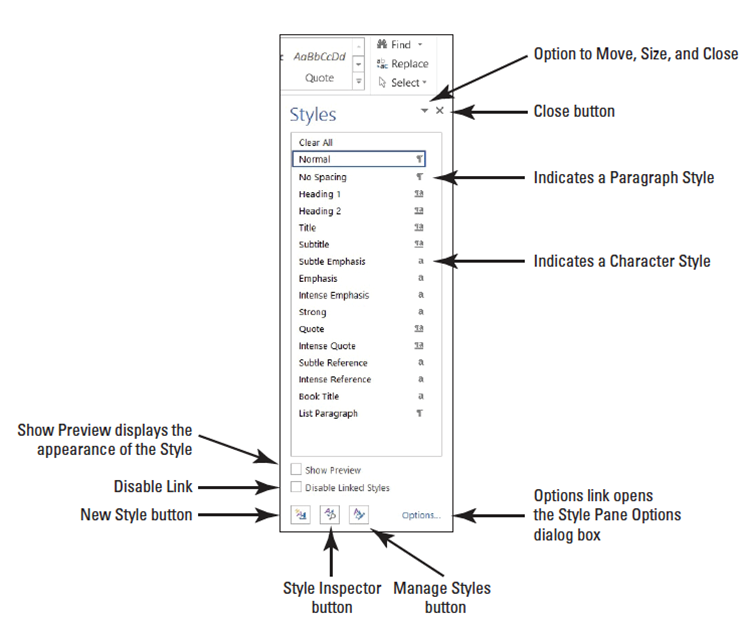 Find
AaBbCcDd
Replace
Quote
Select
Option to Move, Size, and Close
Styles
Close button
Clear All
Normal
No Spacing
Indicates a Paragraph Style
Heading 1
Heading 2
Title
Subtitle
Subtle Emphasis a
Indicates a Character Style
Emphasis a
Intense Emphasis a
Strong a
Quote
Intense Quote
Subtle Reference a
Intense Reference a
Book Title a
List Paragraph
Show Preview displays the
appearance of the Style
Show Preview
Disable Link
Disable Linked Styles
New Style button
Options...
Options link opens
the Style Pane Options
dialog box
Style Inspector
button
Manage Styles
button